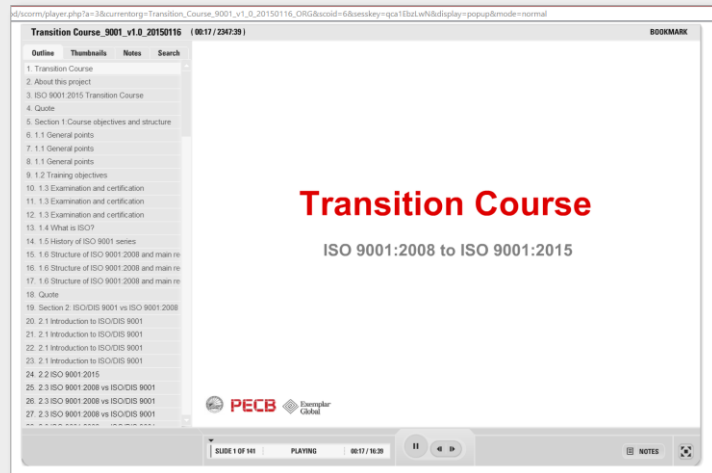 d/scorm/player.php?a=3&currentorg=Transition_Course_9001_v1_0_20150116_ORG&scoid=6&sesskey=qca1EbzLwN&display=popup&mode=normal
Transition Course_9001_v1.0_20150116 ( 00:17 / 2347:39 ) BOOKMARK
Outline Thumbnails Notes Search
1. Transition Course
2. About this project
3. ISO 9001:2015 Transition Course
4. Quote
5. Section 1:Course objectives and structure
6. 1.1 General points
7. 1.1 General points
8. 1.1 General points
9. 1.2 Training objectives
10. 1.3 Examination and certification
11. 1.3 Examination and certification
12. 1.3 Examination and certification
13. 1.4 What is ISO?
14. 1.5 History of ISO 9001 series
15. 1.6 Structure of ISO 9001:2008 and main re
16. 1.6 Structure of ISO 9001:2008 and main re
17. 1.6 Structure of ISO 9001:2008 and main re
18. Quote
19. Section 2: ISO/DIS 9001 vs ISO 9001:2008
20. 2.1 Introduction to ISO/DIS 9001
21. 2.1 Introduction to ISO/DIS 9001
22. 2.1 Introduction to ISO/DIS 9001
23. 2.1 Introduction to ISO/DIS 9001
24. 2.2 ISO 9001:2015
25. 2.3 ISO 9001:2008 vs ISO/DIS 9001
26. 2.3 ISO 9001:2008 vs ISO/DIS 9001
27. 2.3 ISO 9001:2008 vs ISO/DIS 9001
Transition Course
ISO 9001:2008 to ISO 9001:2015
PECB Exemplar
Global
SLIDE 1 OF 141 PLAYING 00:17 / 16:39 NOTES